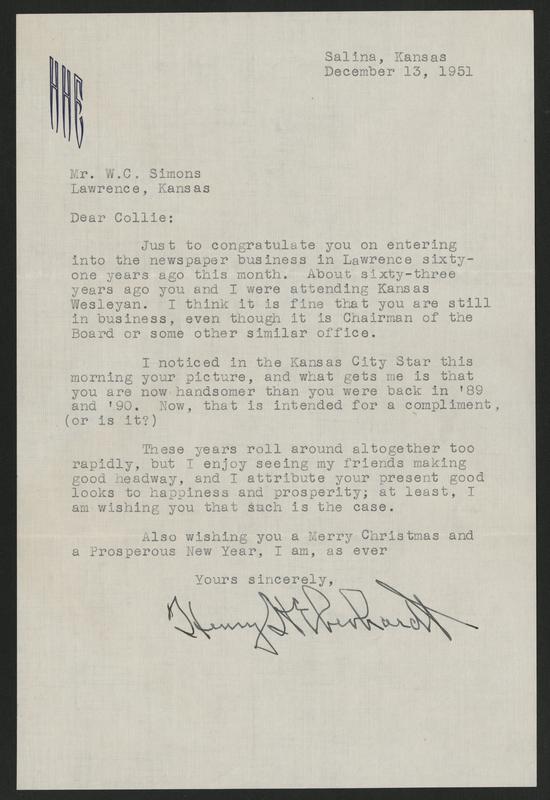 HHE
Salina, Kansas
December 13, 1951
Mr. W.C. Simons
Lawrence, Kansas
Dear Collie:
Just to congratulate you on entering
into the newspaper business in Lawrence sixty-
one years ago this month. About sixty-three
years ago you and I were attending Kansas
Wesleyan. I think it is fine that you are still
in business, even though it is Chairman of the
Board or some other similar office.
I noticed in the Kansas City Star this
morning your picture, and what gets me is that
you are now handsomer than you were back in '89
and '90. Now, that is intended for a compliment,
(or is it?)
These years roll around altogether too
rapidly, but I enjoy seeing my friends making
good headway, and I attribute your present good
looks to happiness and prosperity; at least, I
am wishing you that such is the case.
Also wishing you a Merry Christmas and
a Prosperous New Year, I am, as ever
Yours sincerely,
Henry H Eberhardt